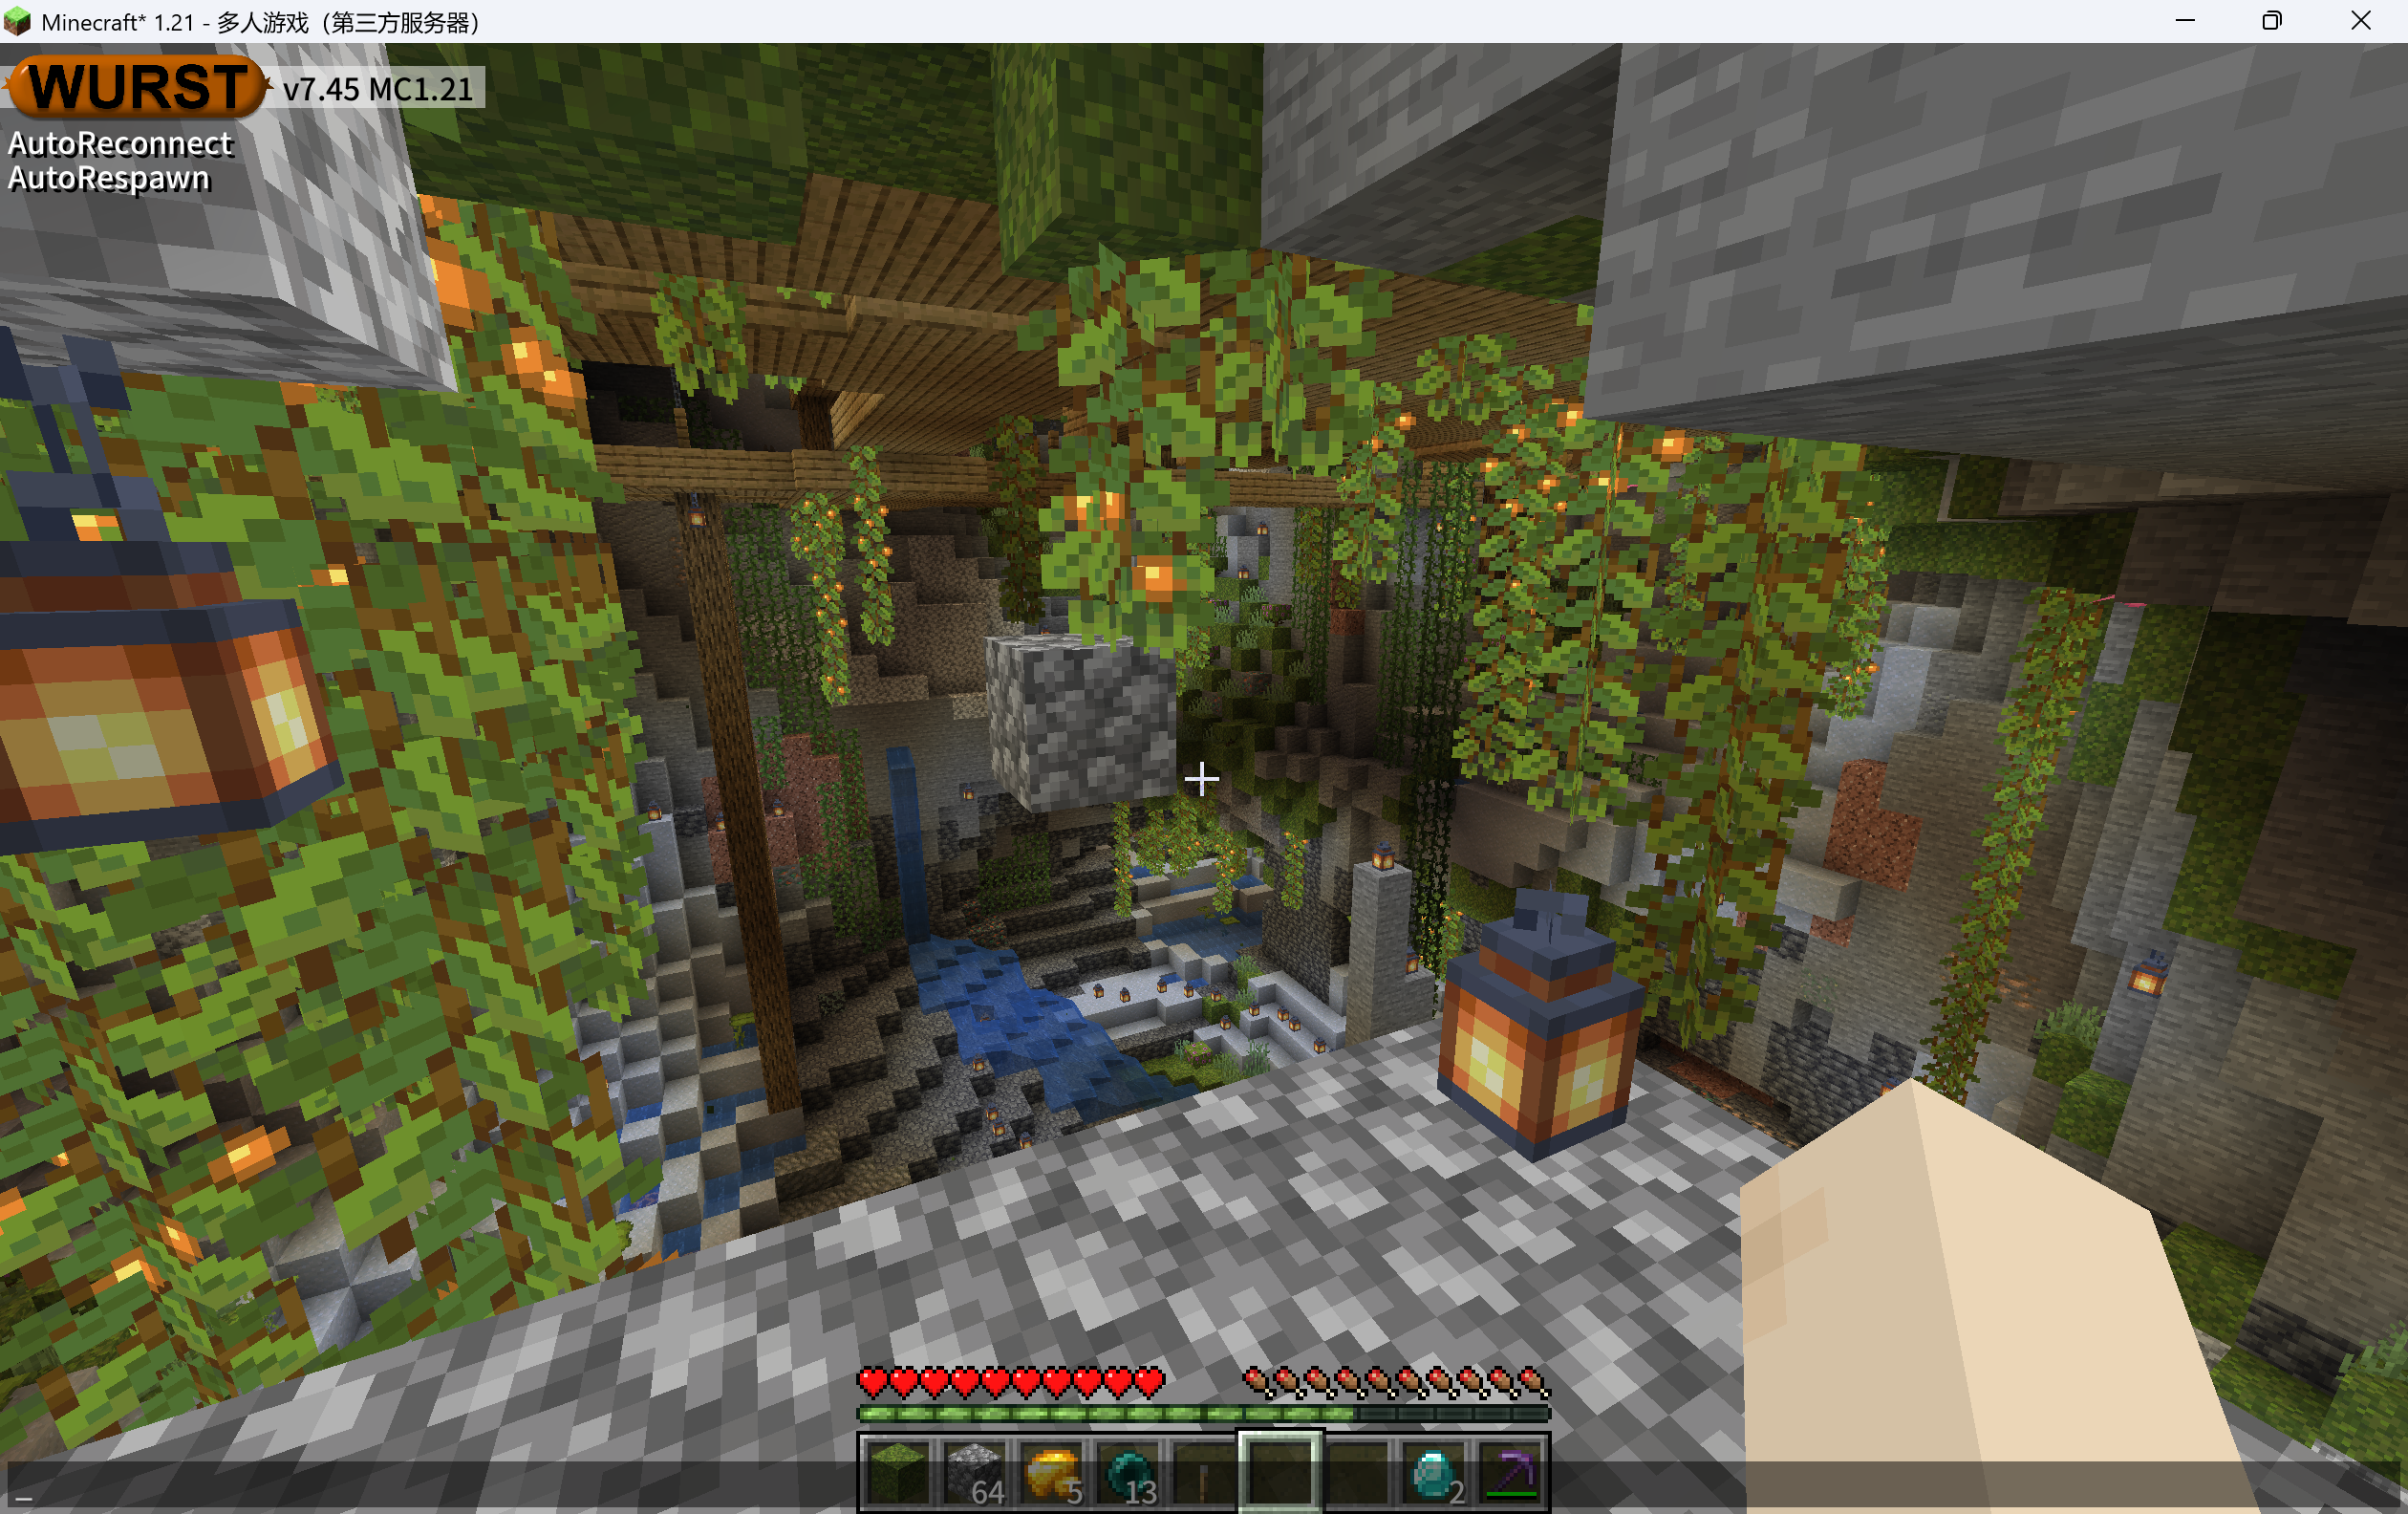 Minecraft* 1.21 - 多人游戏（第三方服务器）
WURST v7.45 MC1.21
AutoReconnect
AutoRespawn
64 5 13 2
_